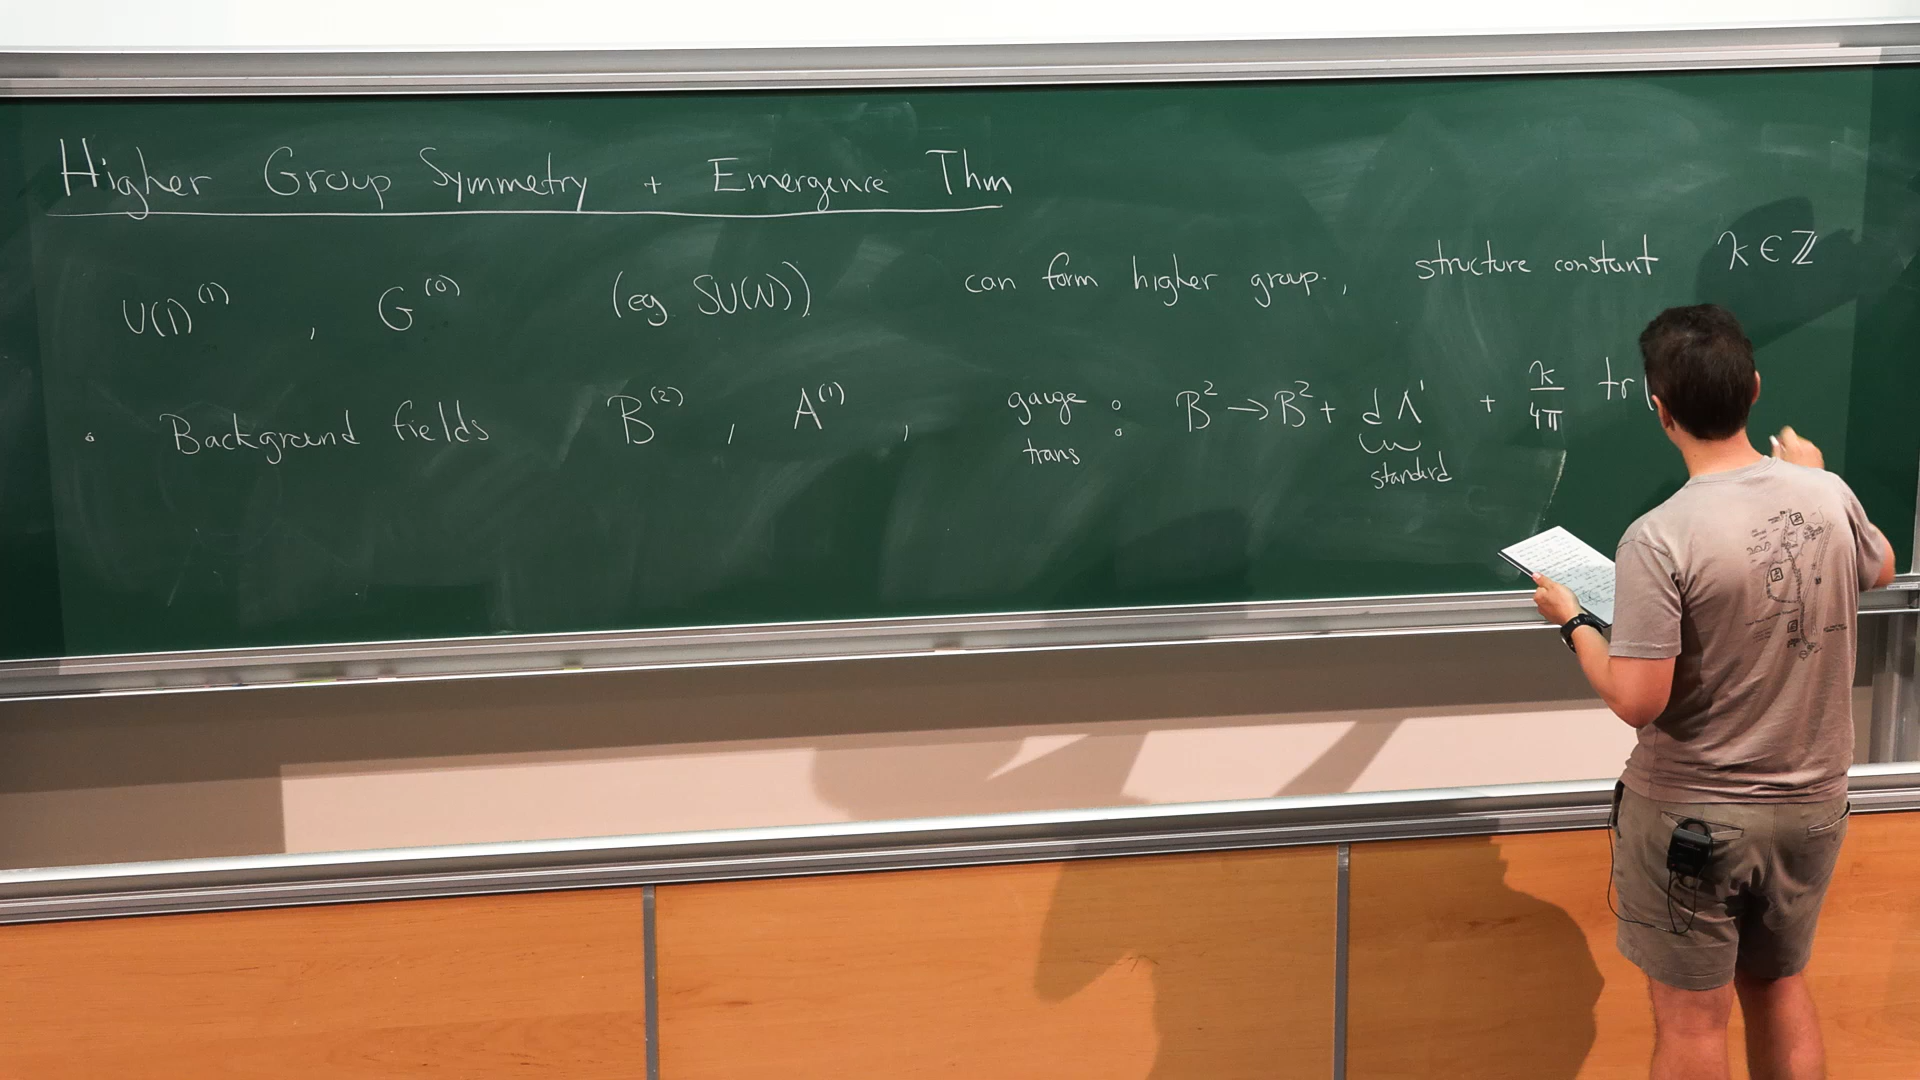 Higher Group Symmetry + Emergence Thm
U(1)^(1) , G^(0) (eg SU(N)) can form higher group, structure constant κ ∈ ℤ
• Background fields B^(2) , A^(1) , gauge trans : B^2 → B^2 + dΛ^1 + κ/4π tr(
standard